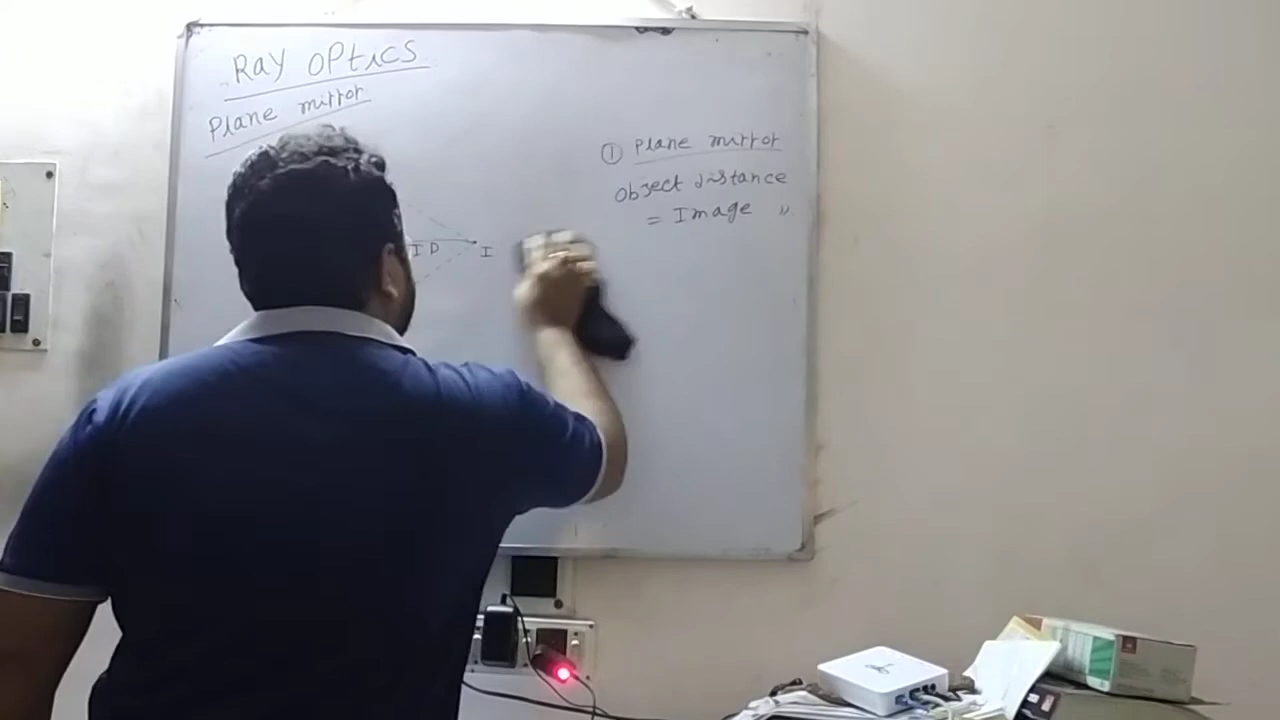 Ray Optics
Plane mirror
① Plane mirror
Object distance
= Image 〃
I D
I